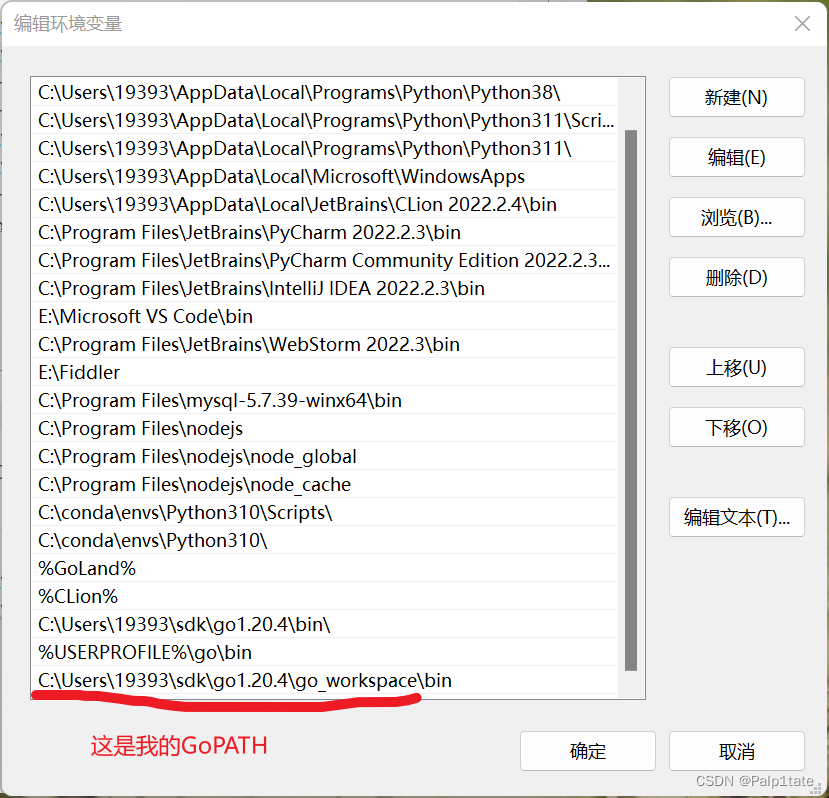 编辑环境变量
C:\Users\19393\AppData\Local\Programs\Python\Python38\
C:\Users\19393\AppData\Local\Programs\Python\Python311\Scri...
C:\Users\19393\AppData\Local\Programs\Python\Python311\
C:\Users\19393\AppData\Local\Microsoft\WindowsApps
C:\Users\19393\AppData\Local\JetBrains\CLion 2022.2.4\bin
C:\Program Files\JetBrains\PyCharm 2022.2.3\bin
C:\Program Files\JetBrains\PyCharm Community Edition 2022.2.3...
C:\Program Files\JetBrains\IntelliJ IDEA 2022.2.3\bin
E:\Microsoft VS Code\bin
C:\Program Files\JetBrains\WebStorm 2022.3\bin
E:\Fiddler
C:\Program Files\mysql-5.7.39-winx64\bin
C:\Program Files\nodejs
C:\Program Files\nodejs\node_global
C:\Program Files\nodejs\node_cache
C:\conda\envs\Python310\Scripts\
C:\conda\envs\Python310\
%GoLand%
%CLion%
C:\Users\19393\sdk\go1.20.4\bin\
%USERPROFILE%\go\bin
C:\Users\19393\sdk\go1.20.4\go_workspace\bin
新建(N)
编辑(E)
浏览(B)...
删除(D)
上移(U)
下移(O)
编辑文本(T)...
这是我的GoPATH
确定
取消
CSDN @Palp1tate